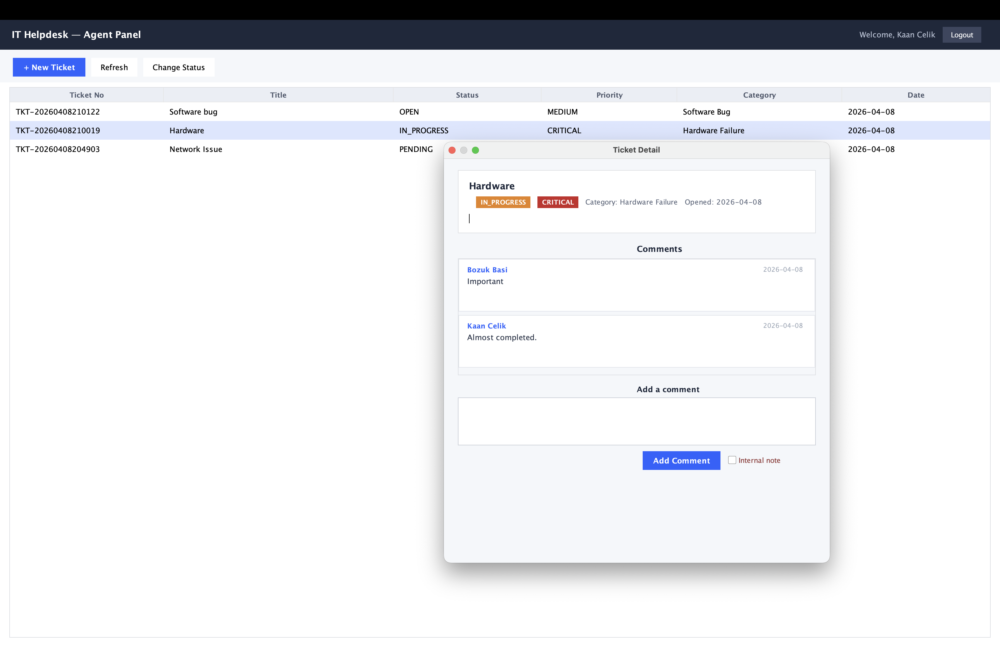 IT Helpdesk — Agent Panel
Welcome, Kaan Celik
Logout
+ New Ticket
Refresh
Change Status
Ticket No Title Status Priority Category Date
TKT-20260408210122 Software bug OPEN MEDIUM Software Bug 2026-04-08
TKT-20260408210019 Hardware IN_PROGRESS CRITICAL Hardware Failure 2026-04-08
TKT-20260408204903 Network Issue PENDING 2026-04-08
Ticket Detail
Hardware
IN_PROGRESS CRITICAL Category: Hardware Failure Opened: 2026-04-08
Comments
Bozuk Basi 2026-04-08
Important
Kaan Celik 2026-04-08
Almost completed.
Add a comment
Add Comment Internal note